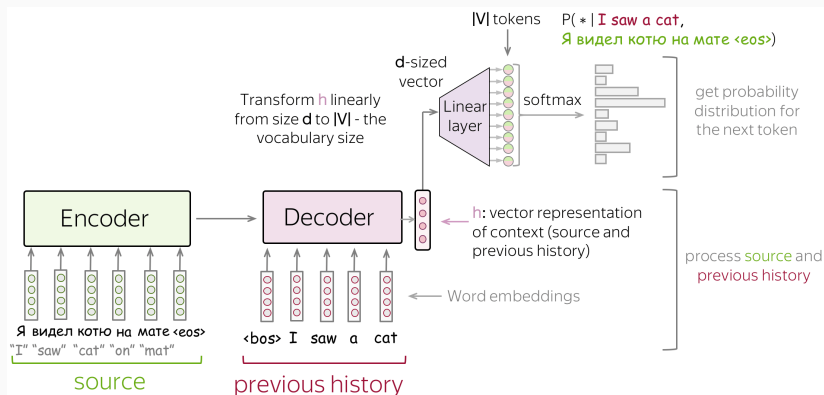 |V| tokens
P( * | I saw a cat,
Я видел котю на мате <eos>)
d-sized
vector
Transform h linearly
from size d to |V| - the
vocabulary size
Linear
layer
softmax
get probability
distribution for
the next token
Encoder
Decoder
h: vector representation
of context (source and
previous history)
process source and
previous history
Word embeddings
Я видел котю на мате <eos>
"I" "saw" "cat" "on" "mat"
<bos> I saw a cat
source
previous history